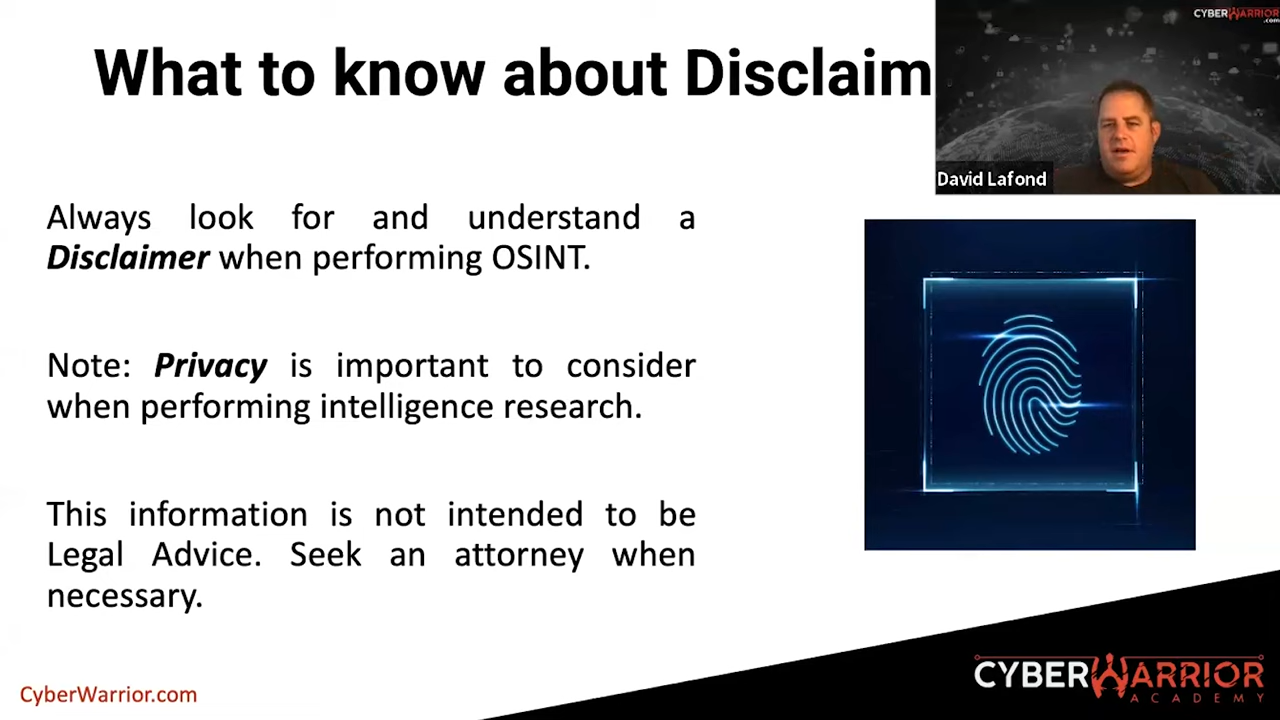 What to know about Disclaim
CYBERWARRIOR
.com
David Lafond
Always look for and understand a
Disclaimer when performing OSINT.
Note: Privacy is important to consider
when performing intelligence research.
This information is not intended to be
Legal Advice. Seek an attorney when
necessary.
CyberWarrior.com
CYBERWARRIOR
ACADEMY